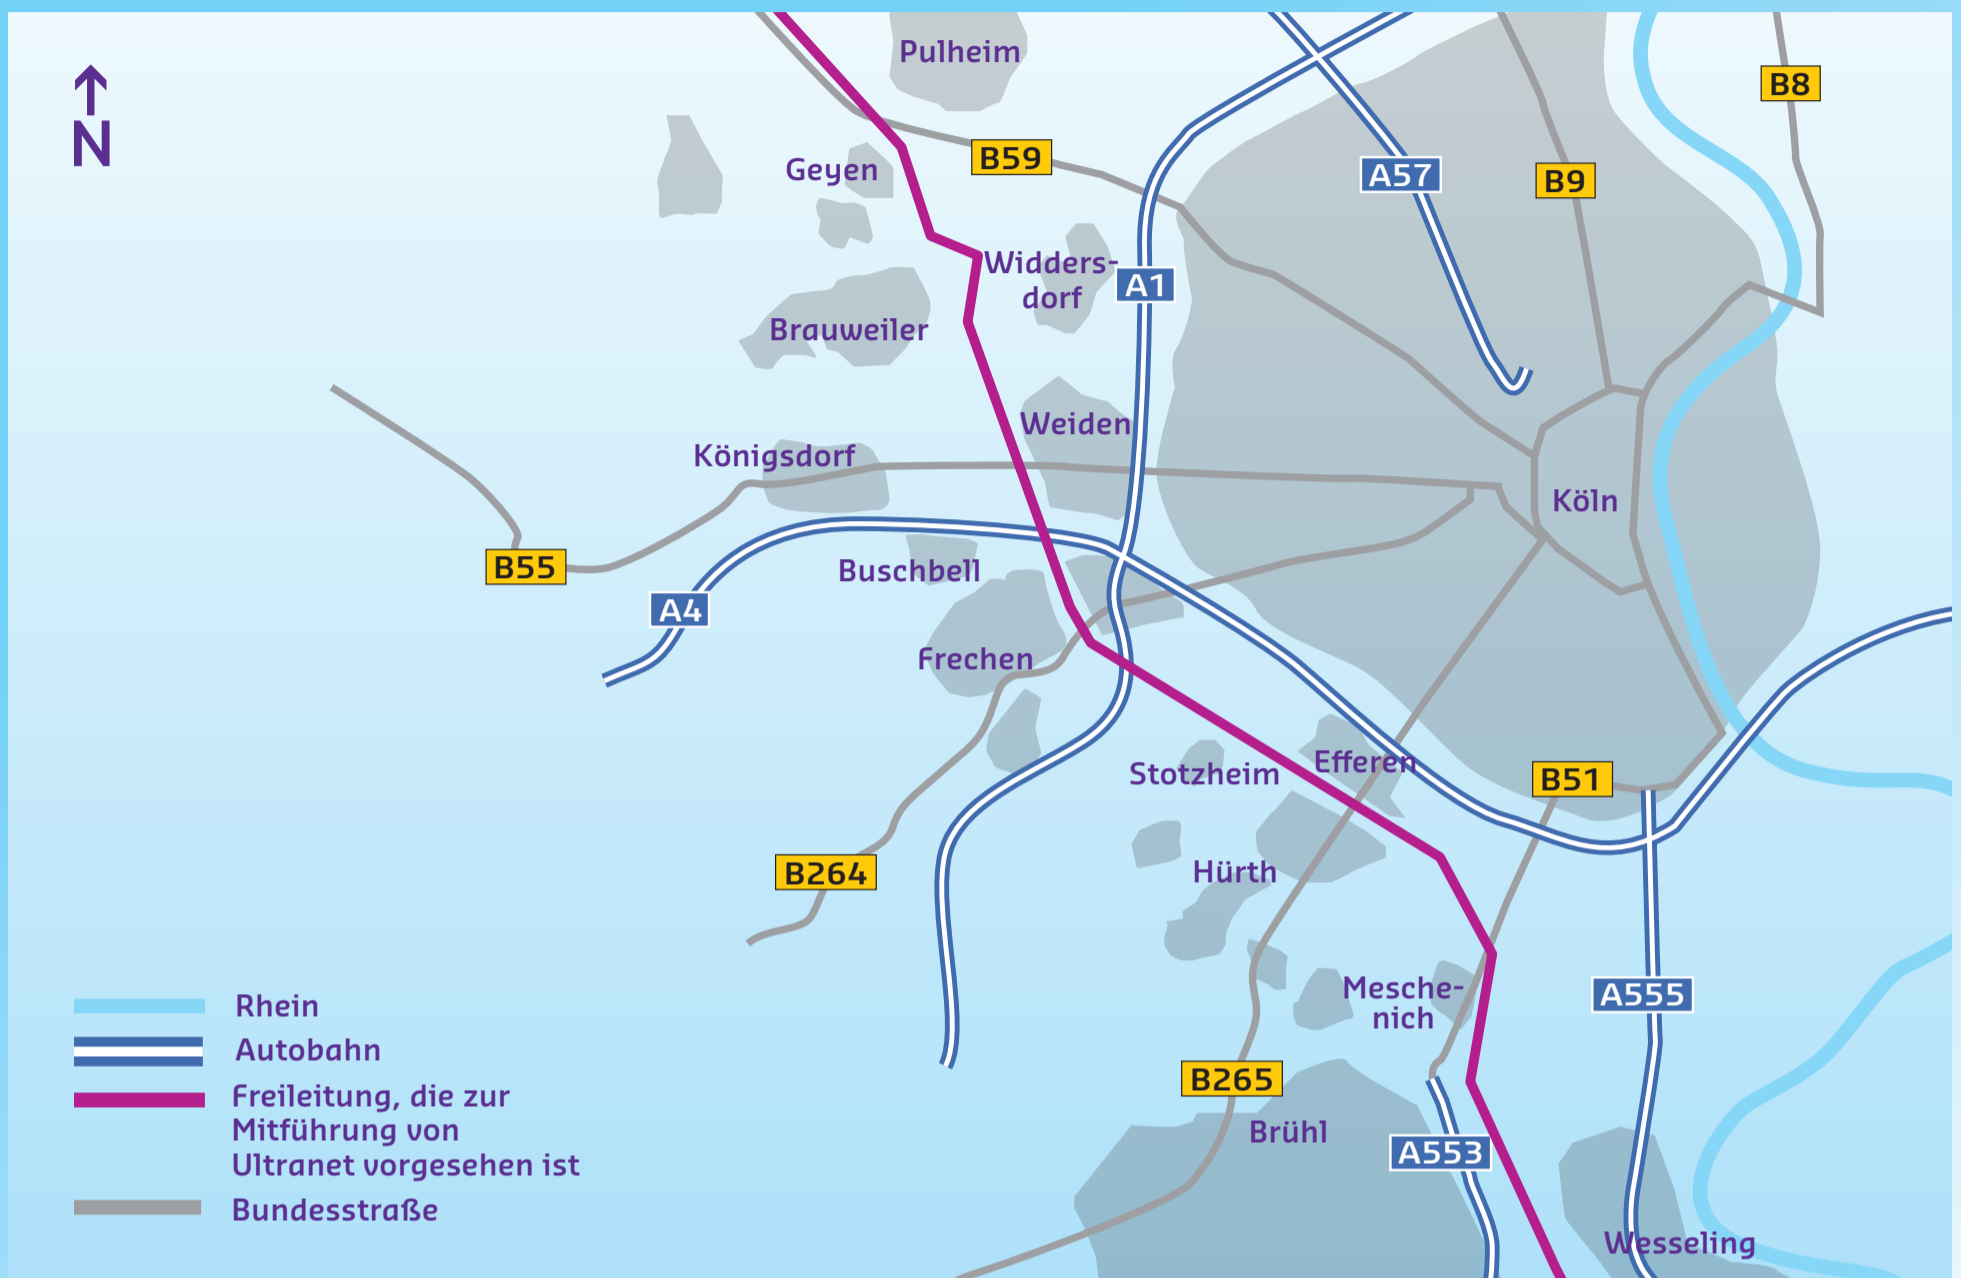 Pulheim
N
B8
B59
Geyen
A57
B9
Widders-
dorf
A1
Brauweiler
Weiden
Königsdorf
Köln
B55
Buschbell
A4
Frechen
Efferen
Stotzheim
B51
B264
Hürth
Mesche-
nich
A555
Rhein
Autobahn
B265
Freileitung, die zur
Mitführung von
Ultranet vorgesehen ist
Brühl
A553
Bundesstraße
Wesseling